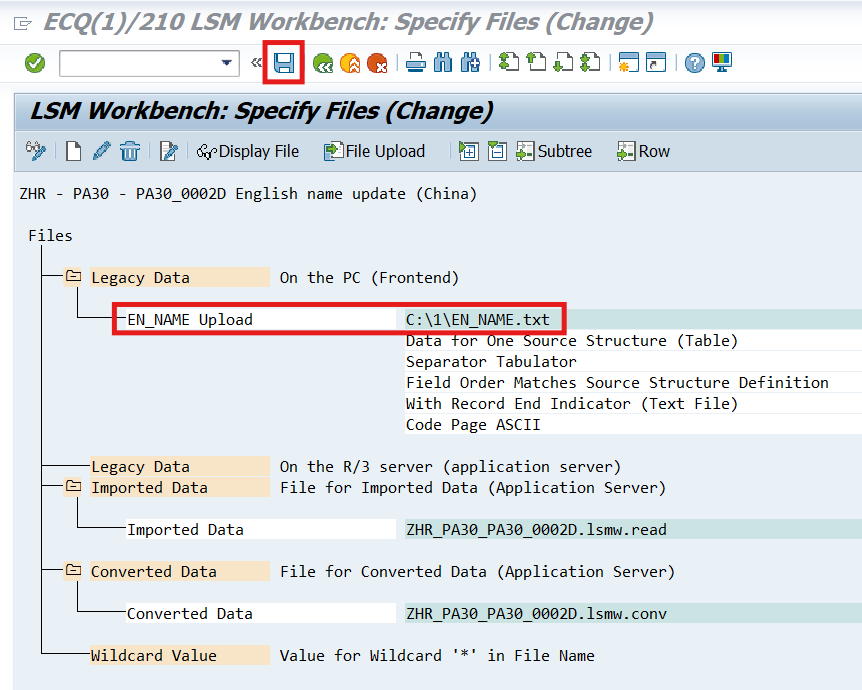 ECQ(1)/210 LSM Workbench: Specify Files (Change)
LSM Workbench: Specify Files (Change)
Display File File Upload Subtree Row
ZHR - PA30 - PA30_0002D English name update (China)
Files
Legacy Data On the PC (Frontend)
EN_NAME Upload C:\1\EN_NAME.txt
Data for One Source Structure (Table)
Separator Tabulator
Field Order Matches Source Structure Definition
With Record End Indicator (Text File)
Code Page ASCII
Legacy Data On the R/3 server (application server)
Imported Data File for Imported Data (Application Server)
Imported Data ZHR_PA30_PA30_0002D.lsmw.read
Converted Data File for Converted Data (Application Server)
Converted Data ZHR_PA30_PA30_0002D.lsmw.conv
Wildcard Value Value for Wildcard '*' in File Name